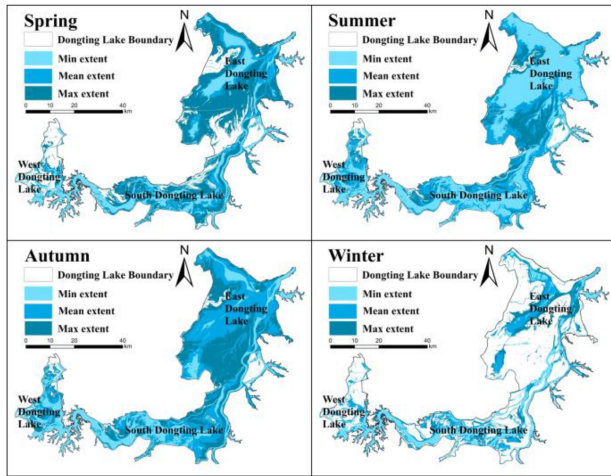 Spring
N
Dongting Lake Boundary
Min extent
Mean extent
Max extent
0 10 20 40
km
East
Dongting
Lake
West
Dongting
Lake
South Dongting Lake
Summer
N
Dongting Lake Boundary
Min extent
Mean extent
Max extent
0 10 20 40
km
East
Dongting
Lake
West
Dongting
Lake
South Dongting Lake
Autumn
N
Dongting Lake Boundary
Min extent
Mean extent
Max extent
0 10 20 40
km
East
Dongting
Lake
West
Dongting
Lake
South Dongting Lake
Winter
N
Dongting Lake Boundary
Min extent
Mean extent
Max extent
0 10 20 40
km
East
Dongting
Lake
West
Dongting
Lake
South Dongting Lake